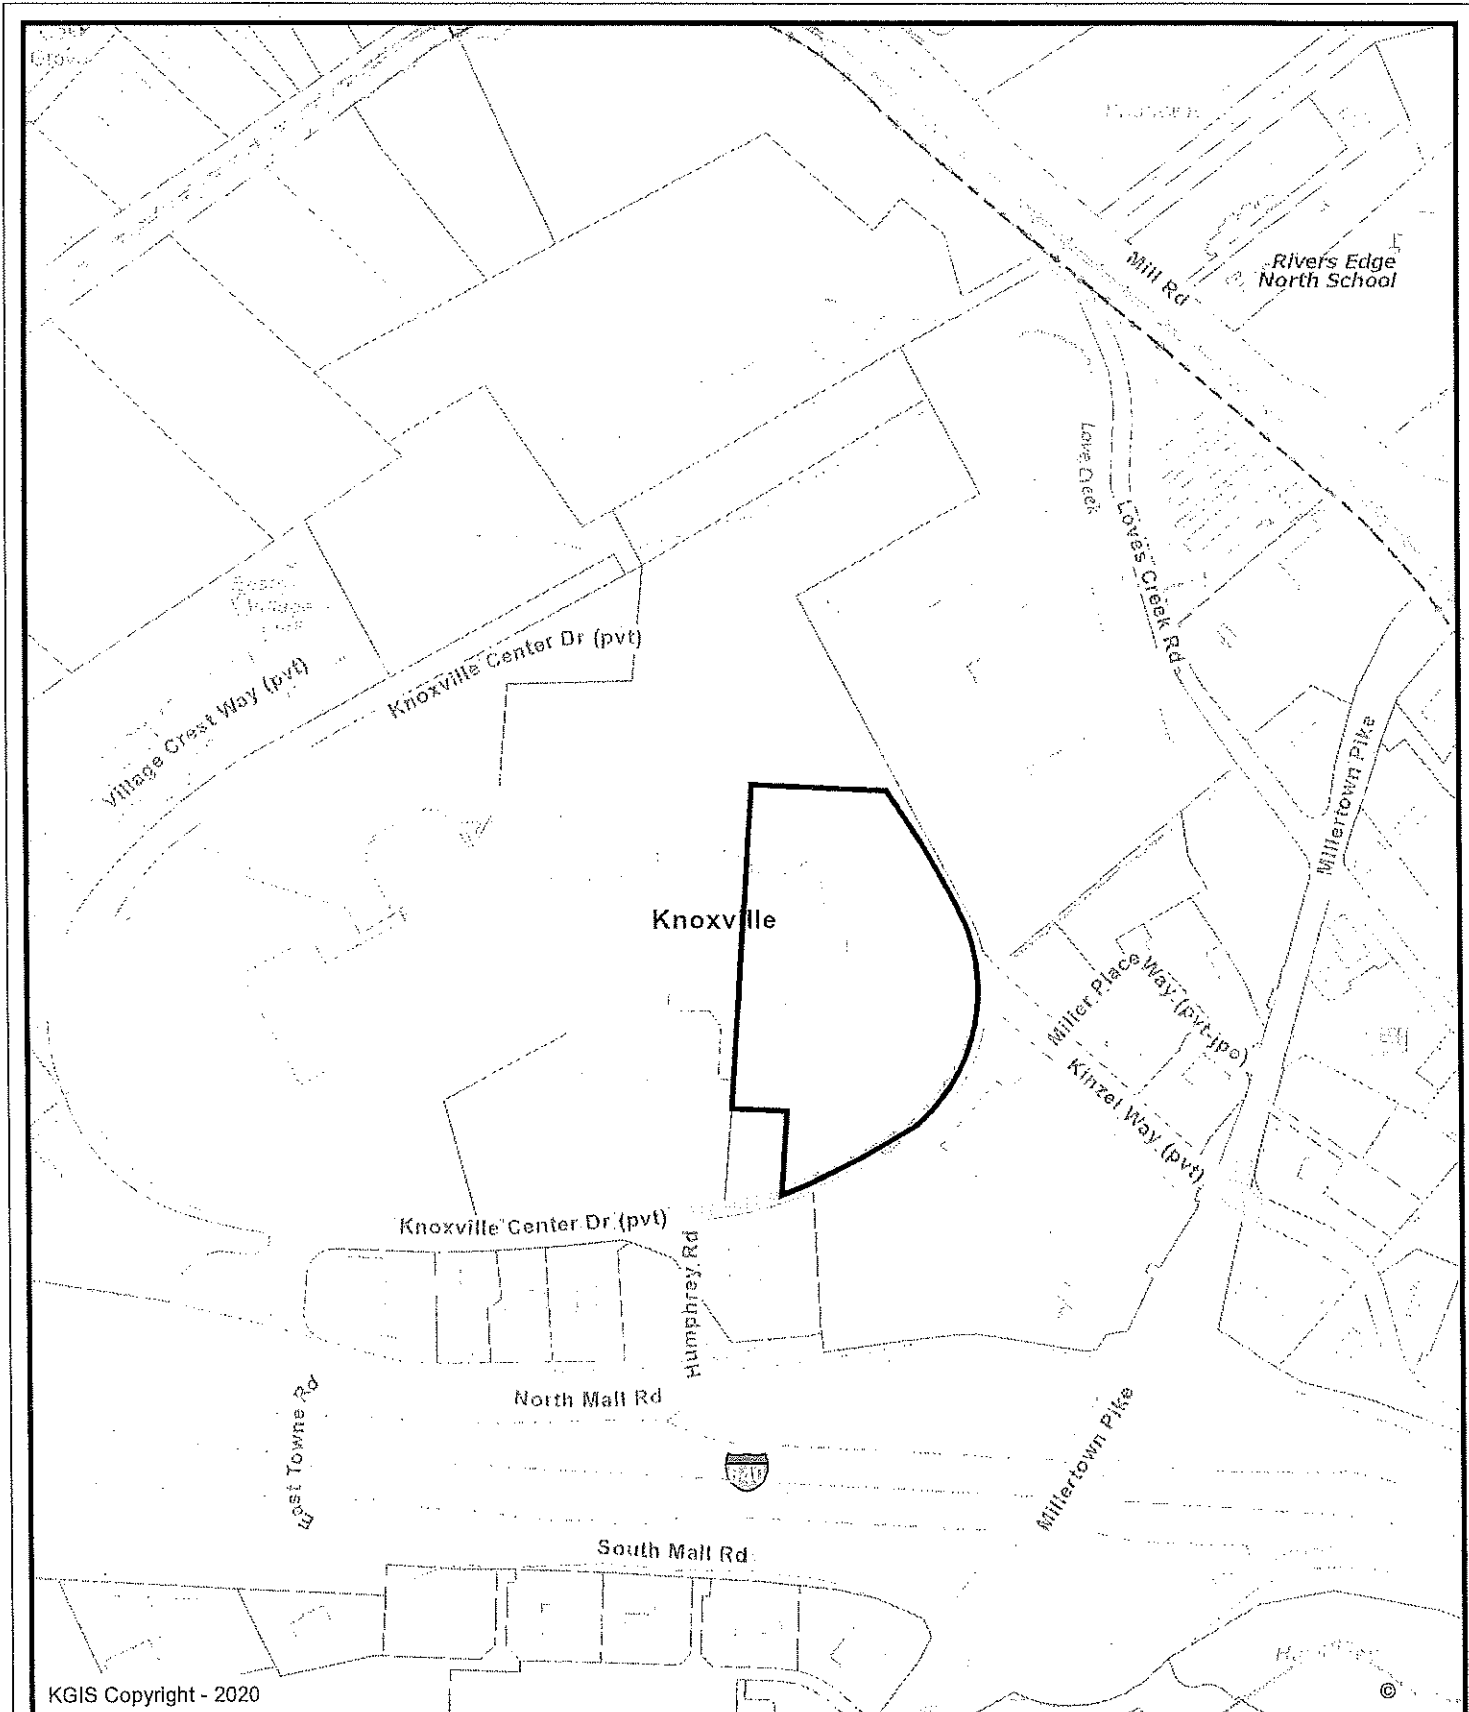 Mill Rd
Rivers Edge
North School
Love Creek
Loves Creek Rd
Village
Knoxville Center Dr (pvt)
Village Crest Way (pvt)
Millertown Pike
Knoxville
Miller Place Way (pvt-jpo)
Kinzel Way (pvt)
Knoxville Center Dr (pvt)
Humphrey Rd
North Mall Rd
East Towne Rd
Millertown Pike
South Mall Rd
KGIS Copyright - 2020
©